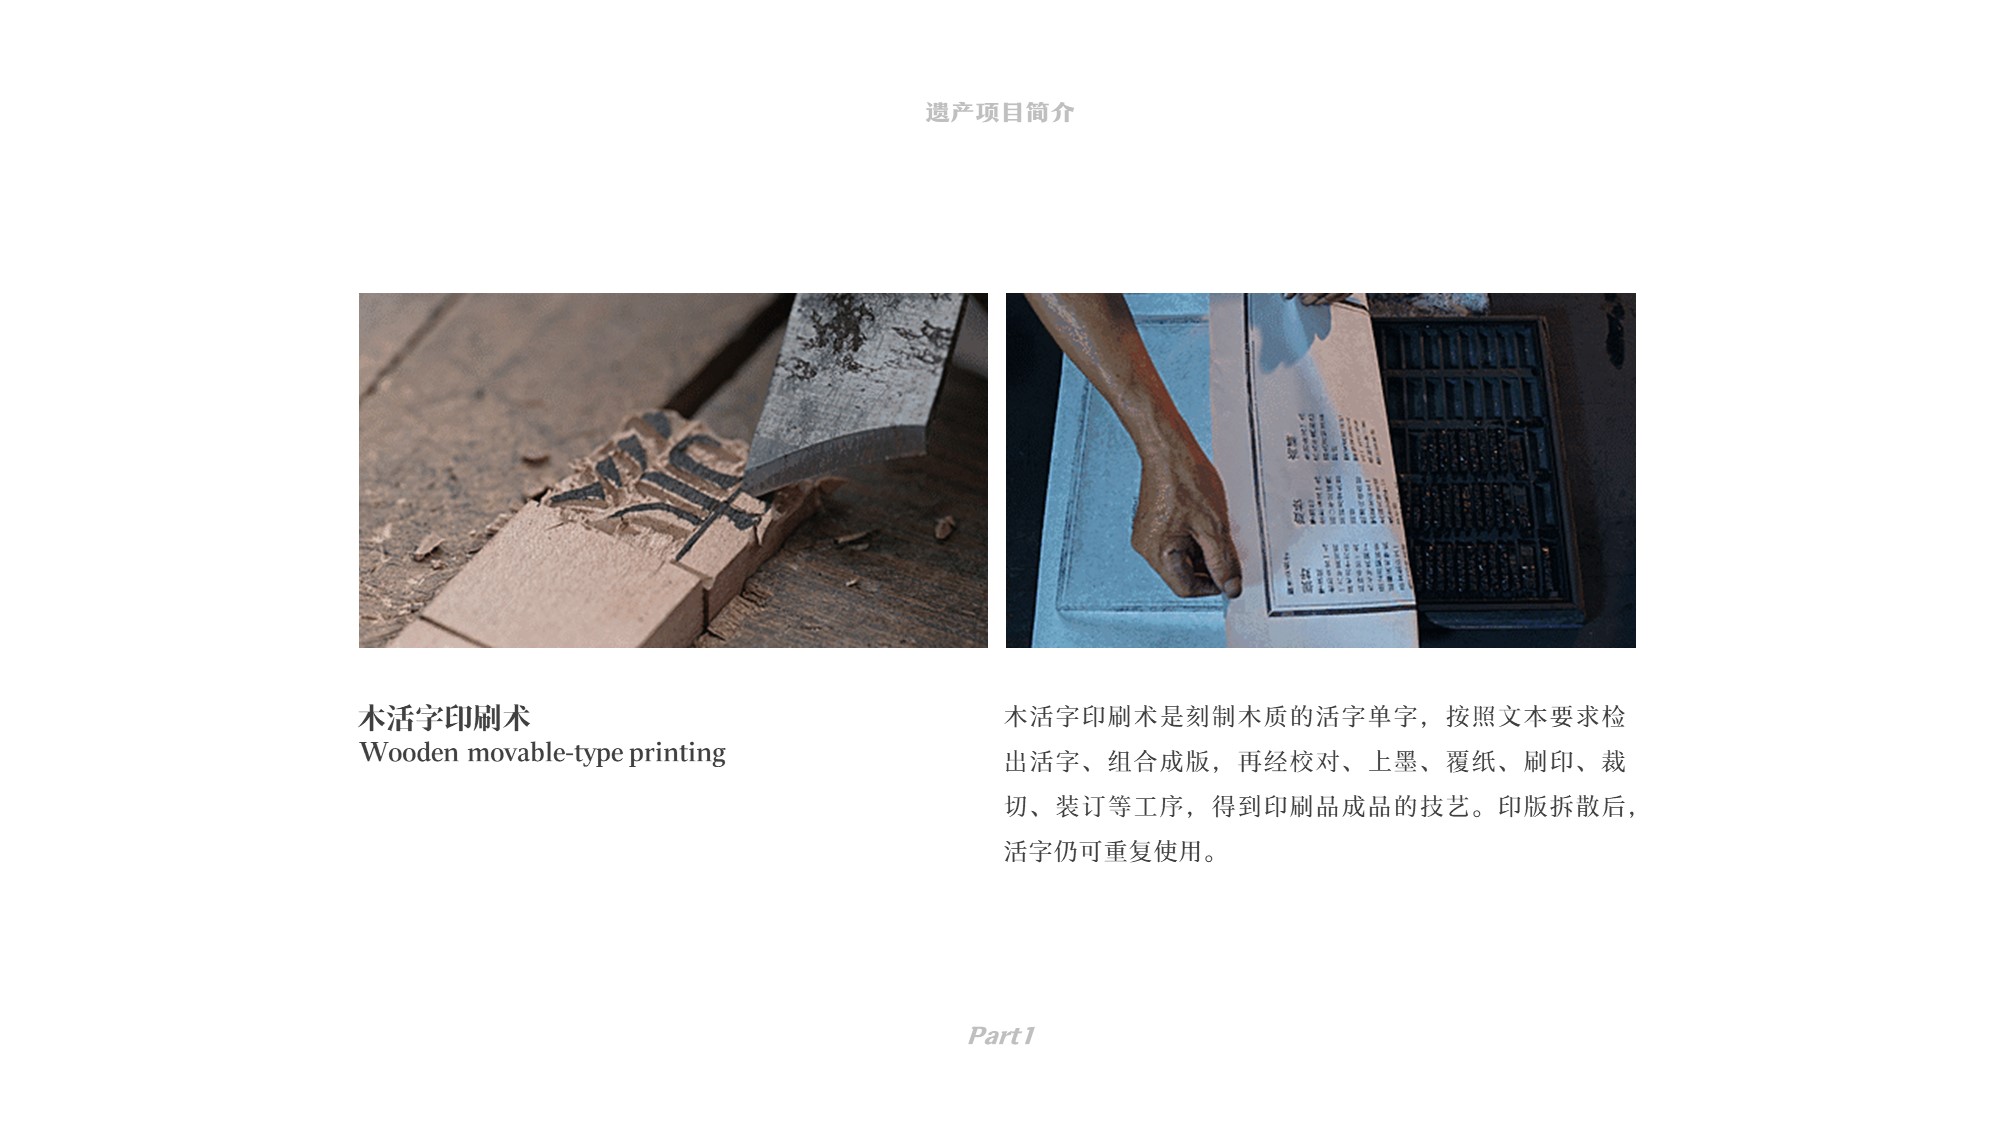 遗产项目简介
木活字印刷术
Wooden movable-type printing
木活字印刷术是刻制木质的活字单字，按照文本要求检
出活字、组合成版，再经校对、上墨、覆纸、刷印、裁
切、装订等工序，得到印刷品成品的技艺。印版拆散后，
活字仍可重复使用。
Part1